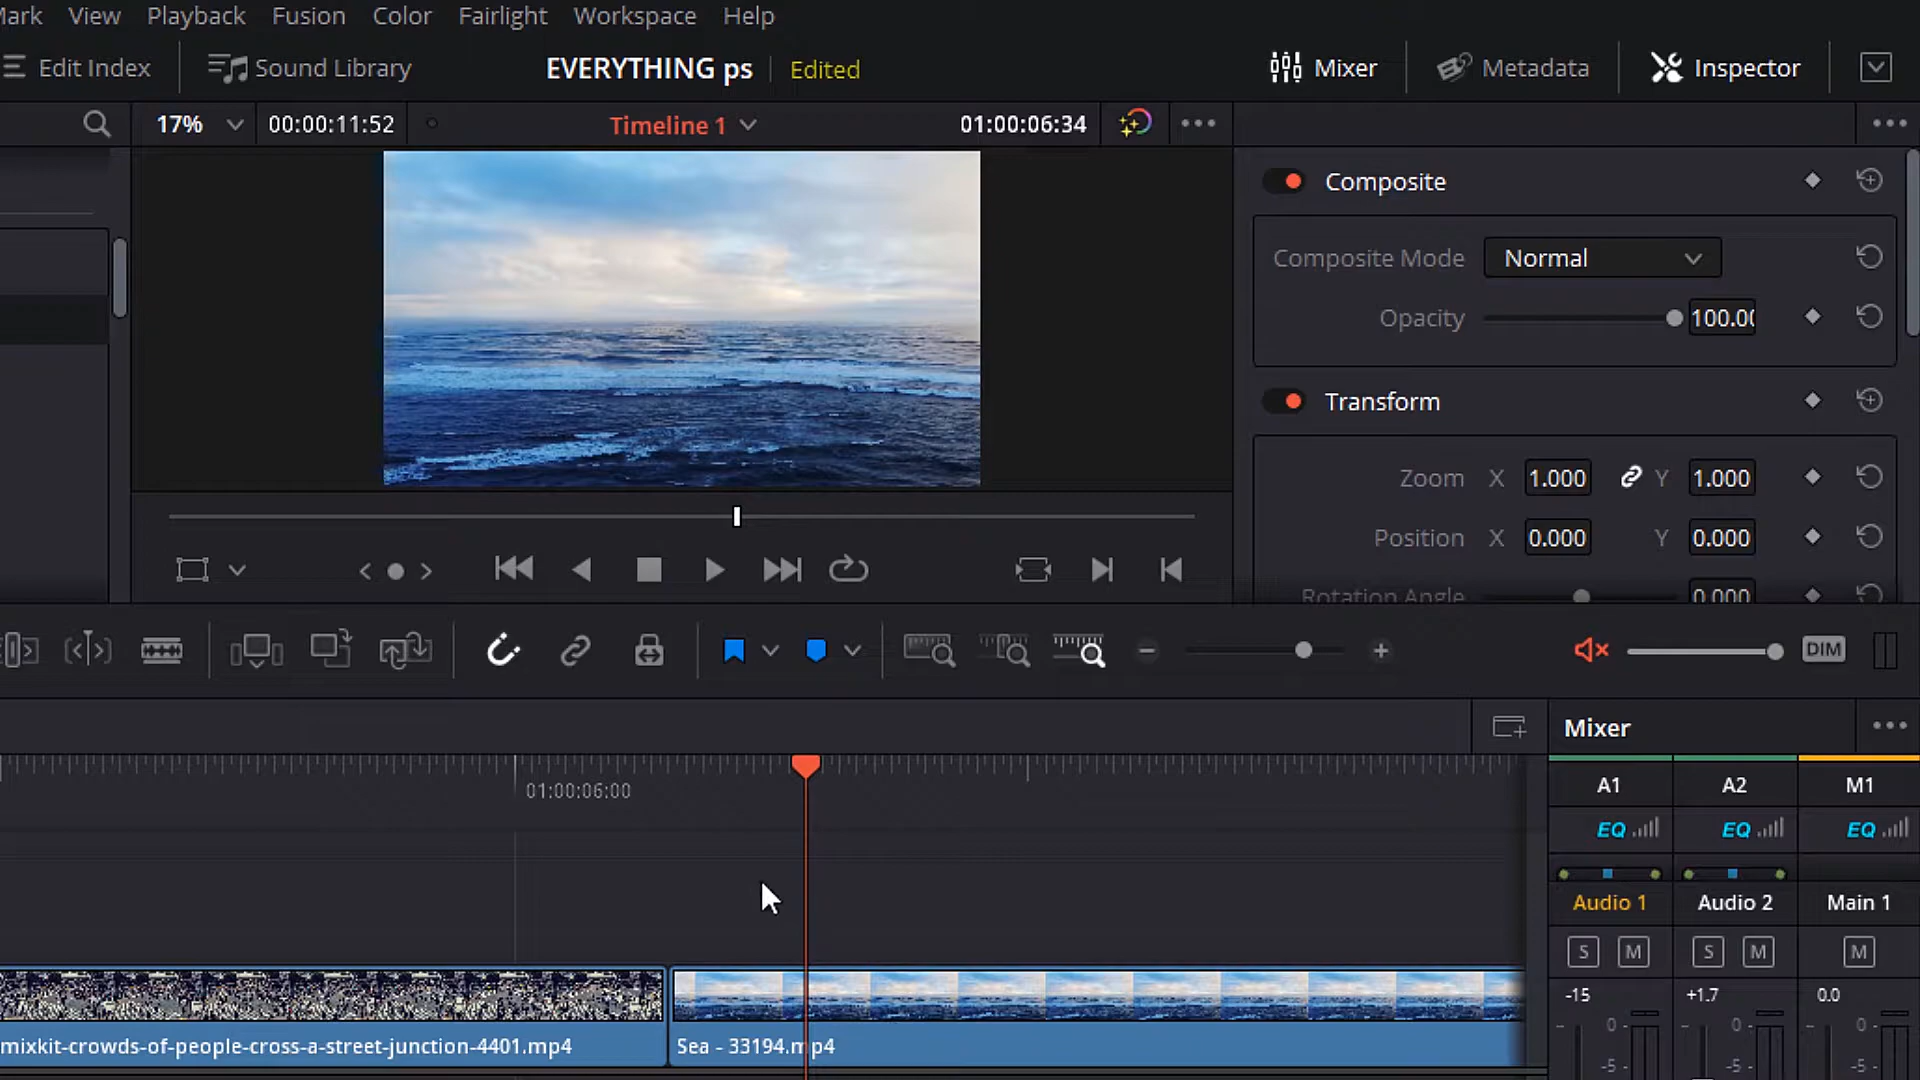 Mark View Playback Fusion Color Fairlight Workspace Help
Edit Index Sound Library EVERYTHING ps Edited Mixer Metadata Inspector
17% 00:00:11:52 Timeline 1 01:00:06:34
Composite
Composite Mode Normal
Opacity 100.00
Transform
Zoom X 1.000 Y 1.000
Position X 0.000 Y 0.000
Rotation Angle 0.000
DIM
Mixer
01:00:06:00
A1 A2 M1
EQ EQ EQ
Audio 1 Audio 2 Main 1
S M S M M
-15 +1.7 0.0
0- 0- 0-
-5- -5- -5-
mixkit-crowds-of-people-cross-a-street-junction-4401.mp4 Sea - 33194.mp4